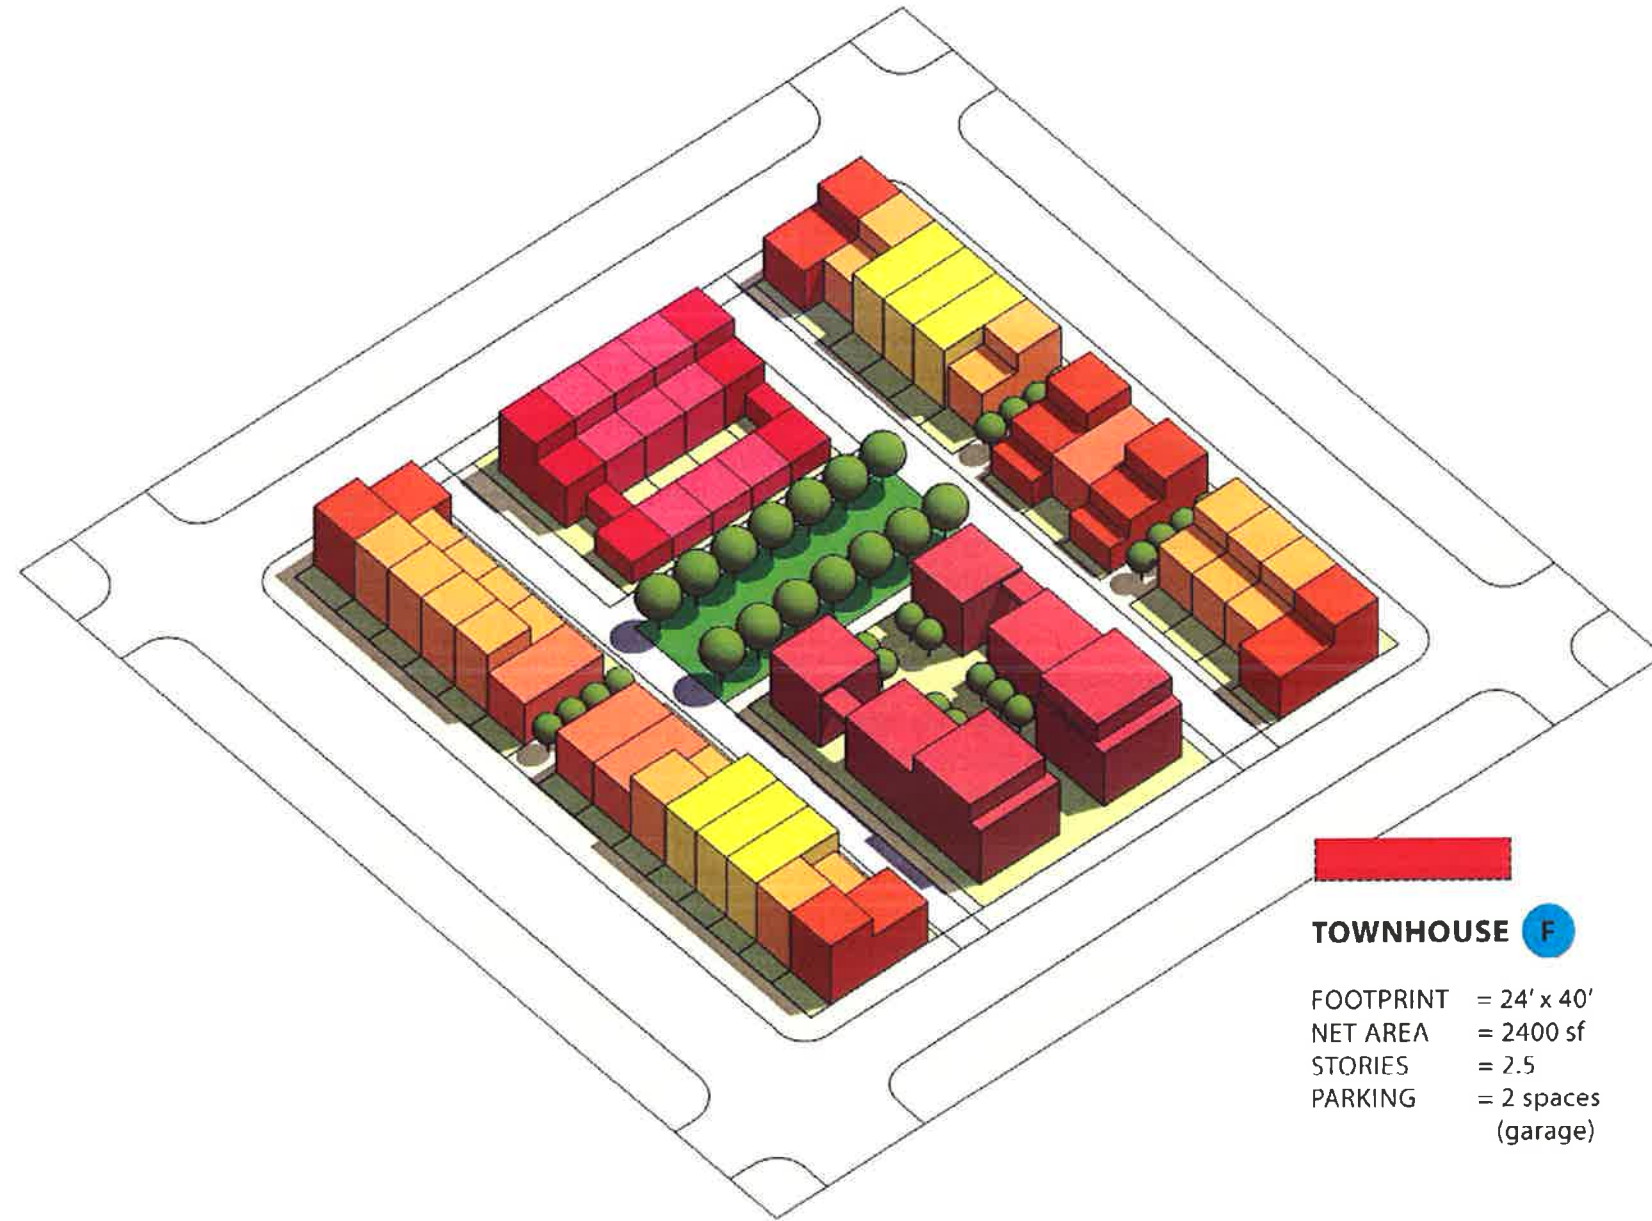 TOWNHOUSE F
FOOTPRINT = 24' x 40'
NET AREA = 2400 sf
STORIES = 2.5
PARKING = 2 spaces
(garage)